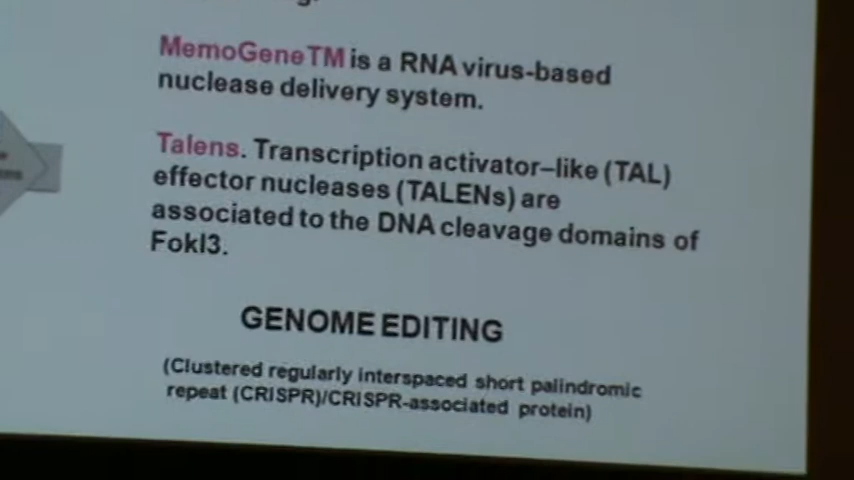 MemoGeneTM is a RNA virus-based
nuclease delivery system.
Talens. Transcription activator–like (TAL)
effector nucleases (TALENs) are
associated to the DNA cleavage domains of
FokI3.
GENOME EDITING
(Clustered regularly interspaced short palindromic
repeat (CRISPR)/CRISPR-associated protein)